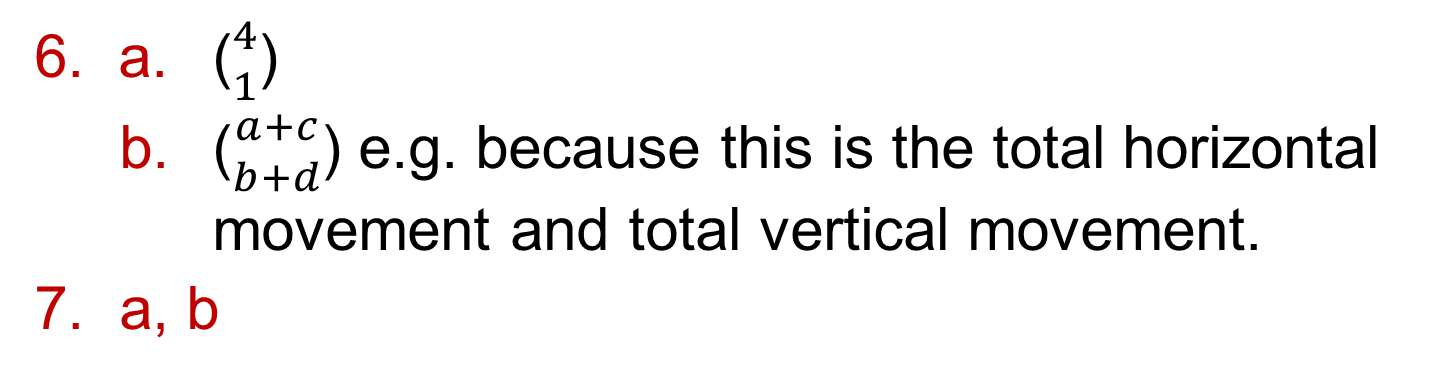 6. a. (4 1)
b. (a+c b+d) e.g. because this is the total horizontal
movement and total vertical movement.
7. a, b